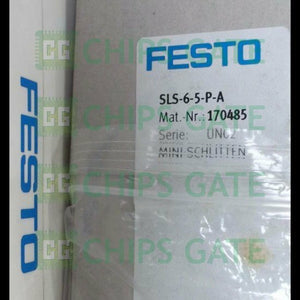 FESTO
SLS-6-5-P-A
Mat.-Nr.: 170485
Serie: UN02
MINI SCHLITTEN
FESTO
CHIPS GATE
CHIPS GATE
CHIPS GATE
CHIPS GATE